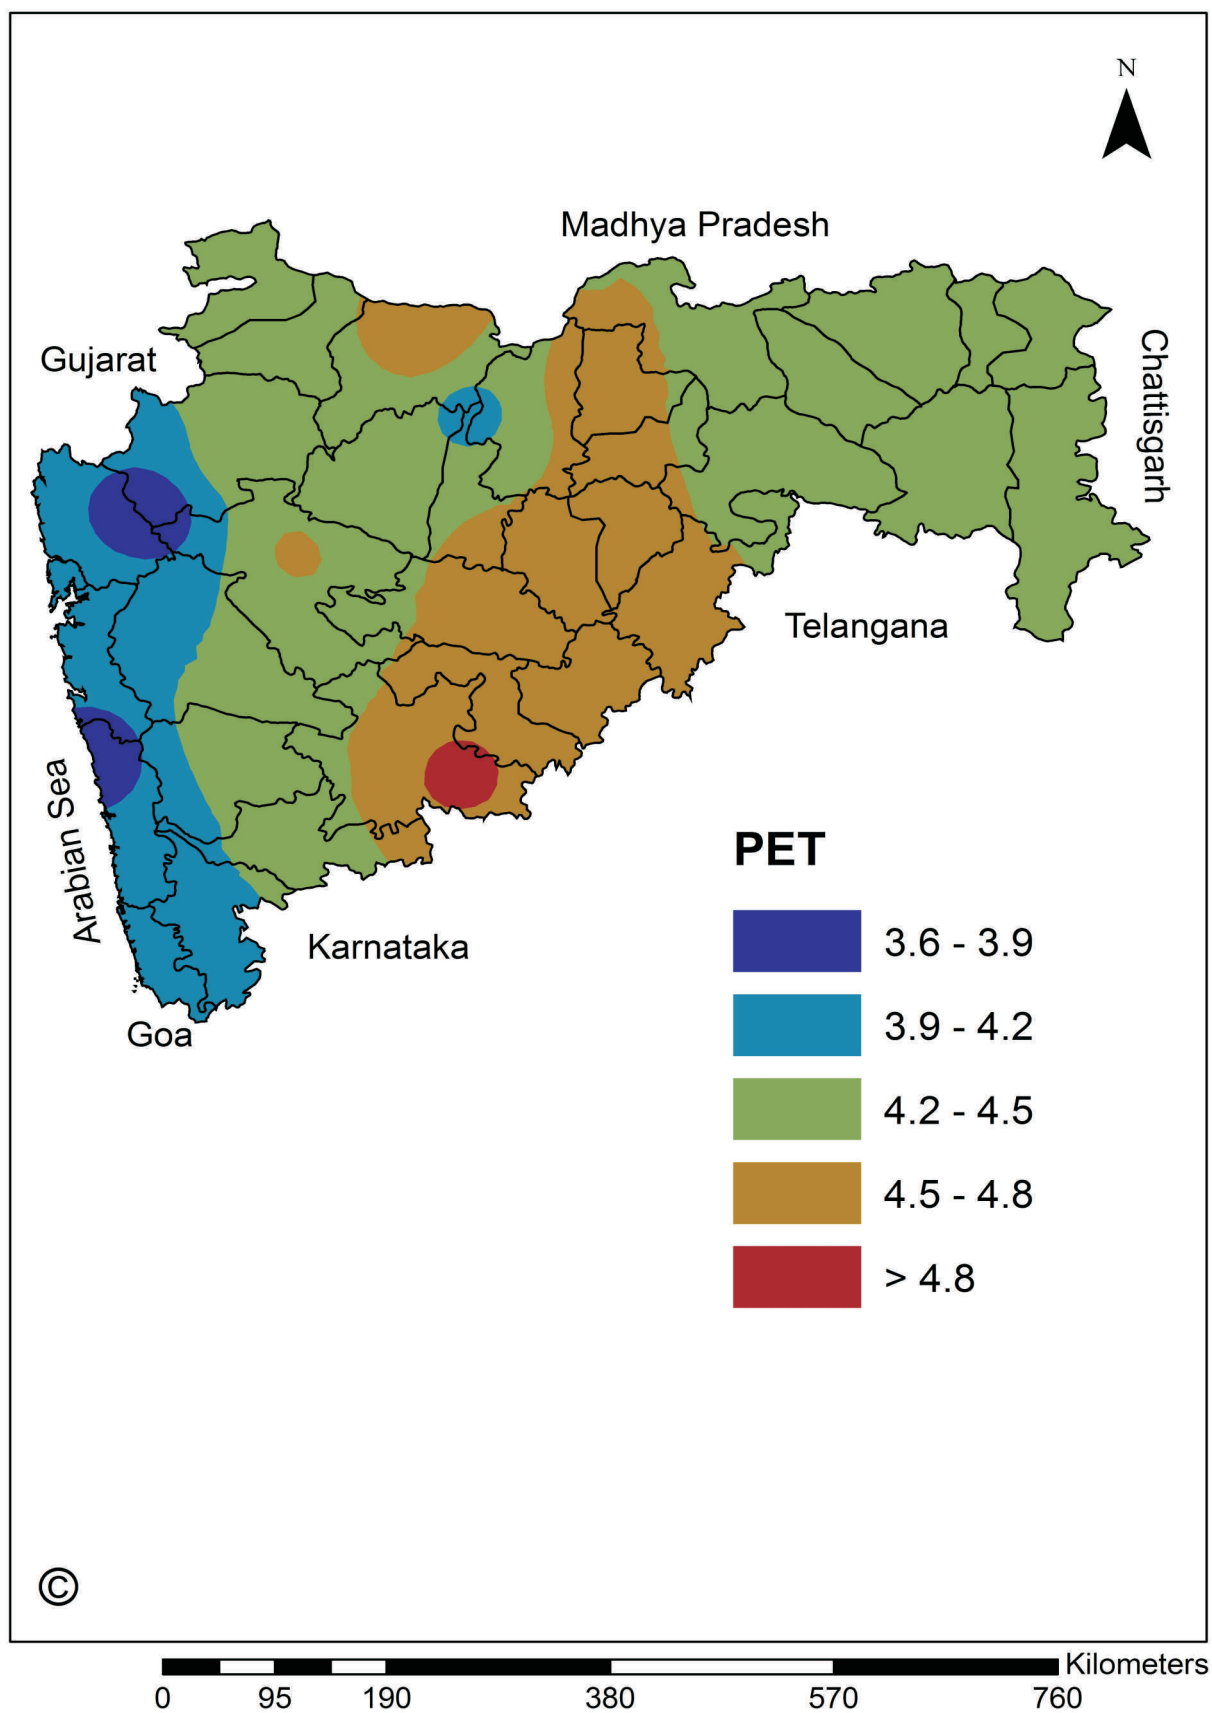 N
Madhya Pradesh
Gujarat
Chattisgarh
Telangana
Arabian Sea
Karnataka
Goa
PET
3.6 - 3.9
3.9 - 4.2
4.2 - 4.5
4.5 - 4.8
> 4.8
©
Kilometers
0 95 190 380 570 760